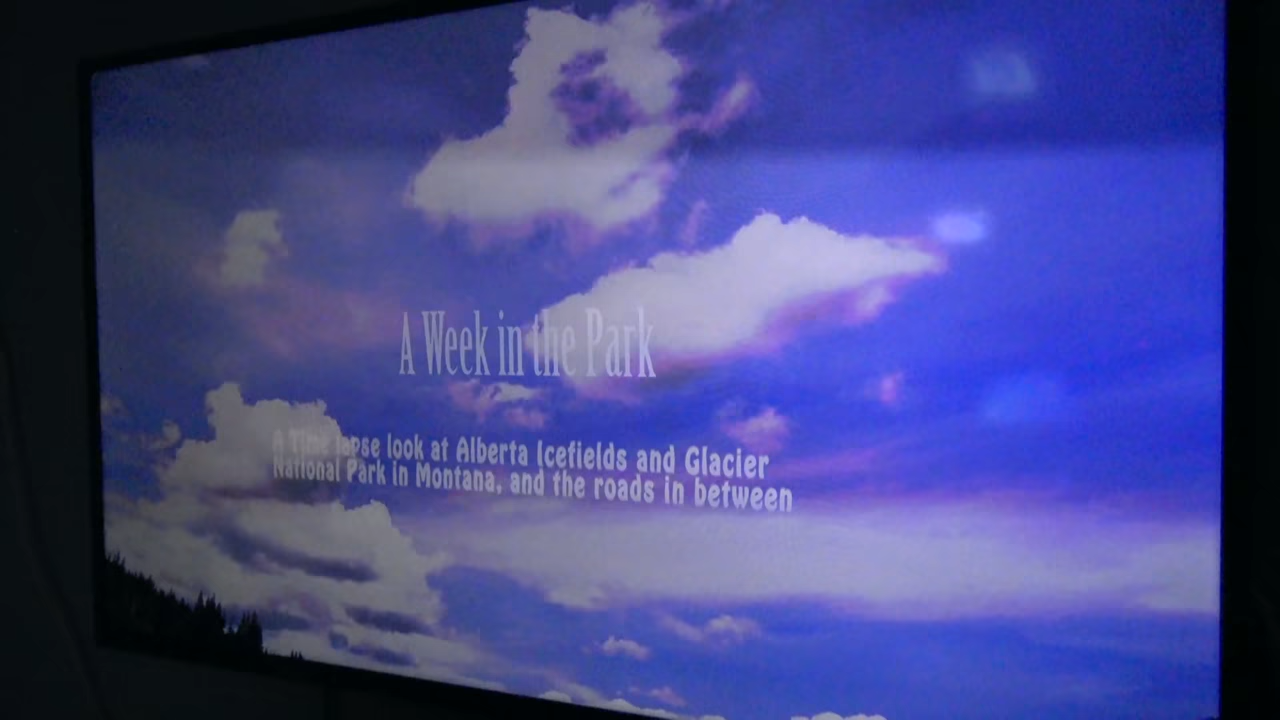 A Week in the Park
A Time lapse look at Alberta Icefields and Glacier
National Park in Montana, and the roads in between